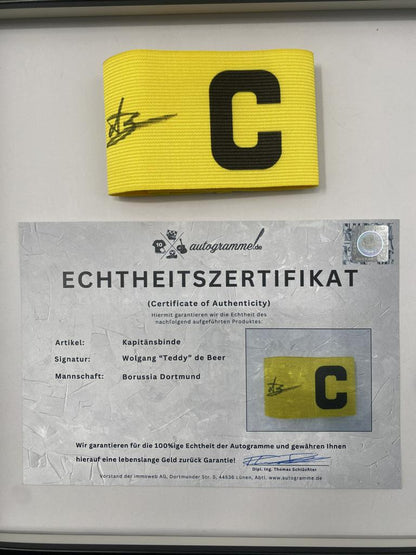 C
10
autogramme.de
ECHTHEITSZERTIFIKAT
(Certificate of Authenticity)
Hiermit garantieren wir die Echtheit des
nachfolgend aufgeführten Produktes:
Artikel: Kapitänsbinde
Signatur: Wolgang “Teddy” de Beer
Mannschaft: Borussia Dortmund
C
Wir garantieren für die 100%ige Echtheit der Autogramme und gewähren Ihnen
hierauf eine lebenslange Geld zurück Garantie!
Dipl. Ing. Thomas Schlüchter
Vorstand der immoweb AG, Dortmunder Str. 5, 44536 Lünen, Abtl. www.autogramme.de